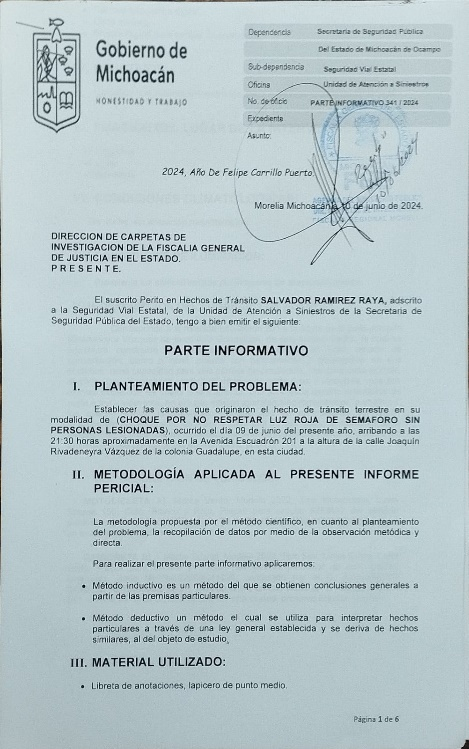 Gobierno de
Michoacán
HONESTIDAD Y TRABAJO
Dependencia Secretaria de Seguridad Pública
Del Estado de Michoacán de Ocampo
Sub-dependencia Seguridad Vial Estatal
Oficina Unidad de Atención a Siniestros
No. de oficio PARTE INFORMATIVO 341 / 2024
Expediente
Asunto:
2024, Año De Felipe Carrillo Puerto
Morelia Michoacán a 10 de junio de 2024.
DIRECCION DE CARPETAS DE
INVESTIGACION DE LA FISCALIA GENERAL
DE JUSTICIA EN EL ESTADO.
P R E S E N T E.
El suscrito Perito en Hechos de Tránsito SALVADOR RAMIREZ RAYA, adscrito
a la Seguridad Vial Estatal, de la Unidad de Atención a Siniestros de la Secretaria de
Seguridad Pública del Estado, tengo a bien emitir el siguiente:
PARTE INFORMATIVO
I. PLANTEAMIENTO DEL PROBLEMA:
Establecer las causas que originaron el hecho de tránsito terrestre en su
modalidad de (CHOQUE POR NO RESPETAR LUZ ROJA DE SEMAFORO SIN
PERSONAS LESIONADAS), ocurrido el día 09 de junio del presente año, arribando a las
21:30 horas aproximadamente en la Avenida Escuadrón 201 a la altura de la calle Joaquín
Rivadeneyra Vázquez de la colonia Guadalupe, en esta ciudad.
II. METODOLOGÍA APLICADA AL PRESENTE INFORME
PERICIAL:
La metodología propuesta por el método científico, en cuanto al planteamiento
del problema, la recopilación de datos por medio de la observación metódica y
directa.
Para realizar el presente parte informativo aplicaremos:
• Método inductivo es un método del que se obtienen conclusiones generales a
partir de las premisas particulares.
• Método deductivo un método el cual se utiliza para interpretar hechos
particulares a través de una ley general establecida y se deriva de hechos
similares, al del objeto de estudio.
III. MATERIAL UTILIZADO:
• Libreta de anotaciones, lapicero de punto medio.
Página 1 de 6